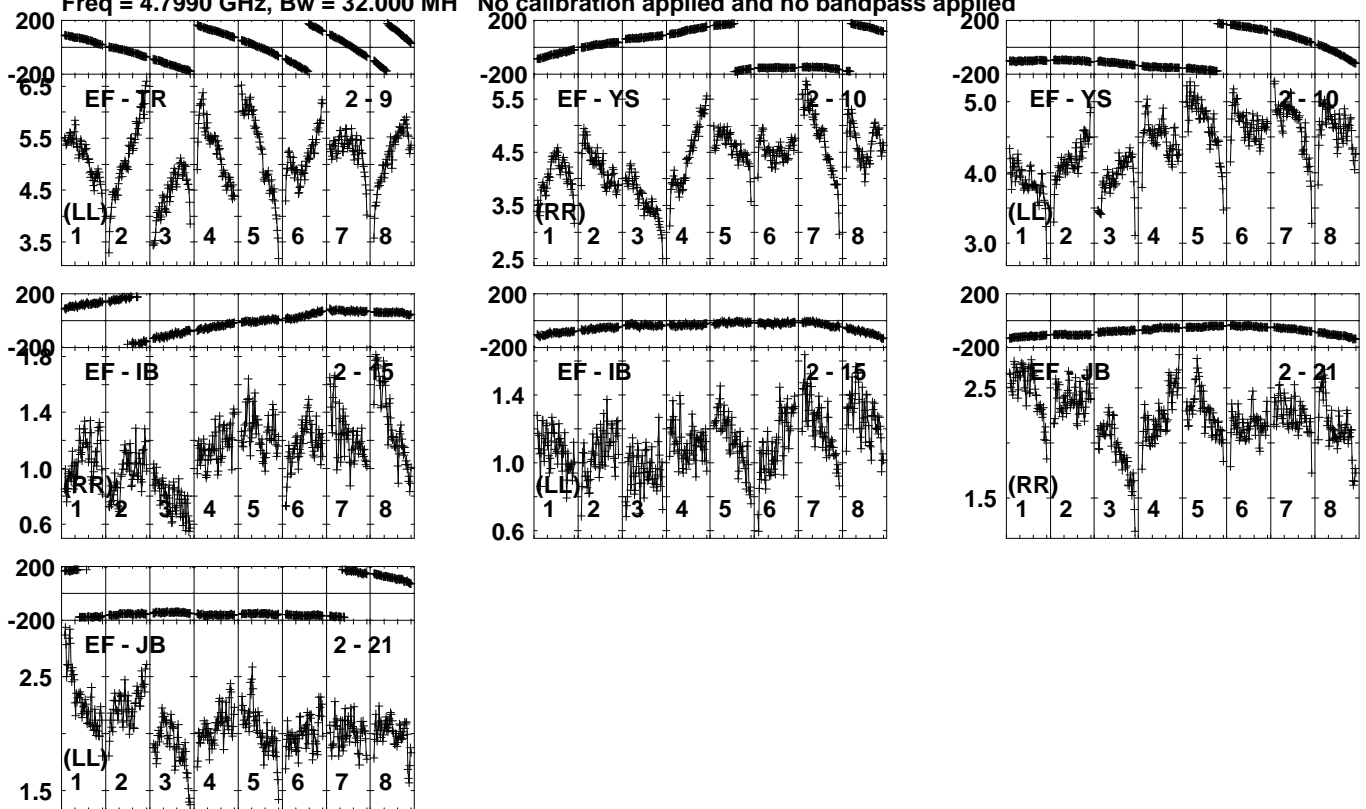 Freq = 4.7990 GHz, Bw = 32.000 MH No calibration applied and no bandpass applied
200 200 200
-200 -200 -200
6.5 EF - TR 2 - 9 5.5 EF - YS 2 - 10 5.0 EF - YS 2 - 10
5.5 4.5 4.0
4.5 3.5
(LL) (RR) (LL)
3.5 1 2 3 4 5 6 7 8 2.5 1 2 3 4 5 6 7 8 3.0 1 2 3 4 5 6 7 8
200 200 200
-200 -200 -200
1.8 EF - IB 2 - 15 EF - IB 2 - 15 EF - JB 2 - 21
1.4 1.4 2.5
1.0 1.0
(RR) (LL) (RR)
0.6 1 2 3 4 5 6 7 8 0.6 1 2 3 4 5 6 7 8 1.5 1 2 3 4 5 6 7 8
200
-200
EF - JB 2 - 21
2.5
(LL)
1 2 3 4 5 6 7 8
1.5